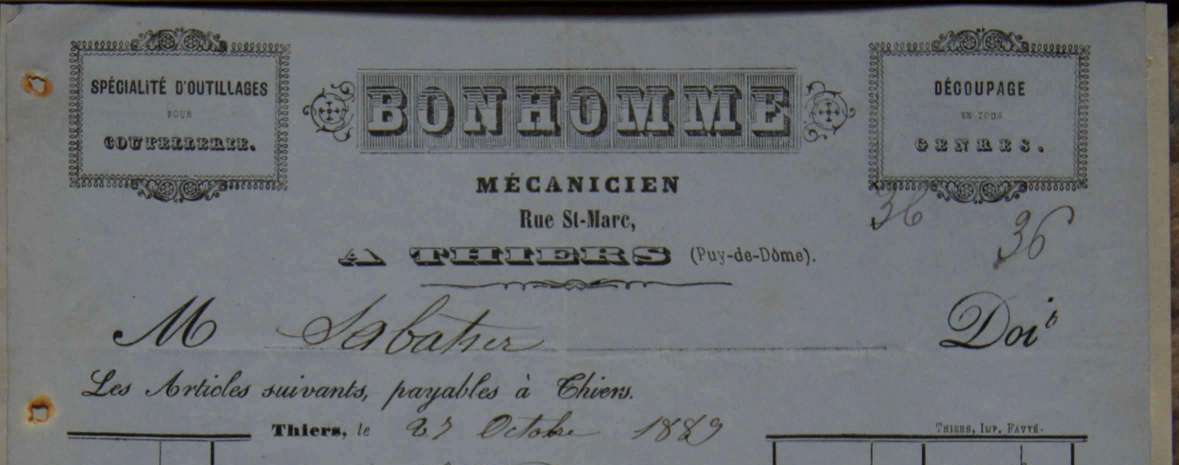 SPÉCIALITÉ D'OUTILLAGES
POUR
COUTELLERIE.
BONHOMME
MÉCANICIEN
Rue St-Marc,
A THIERS (Puy-de-Dôme).
DÉCOUPAGE
EN TOUS
GENRES.
36
36
M Sabatier Doit
Les Articles suivants, payables à Thiers.
Thiers, le Octobre 1889
THIERS, IMP. FAVYÉ.